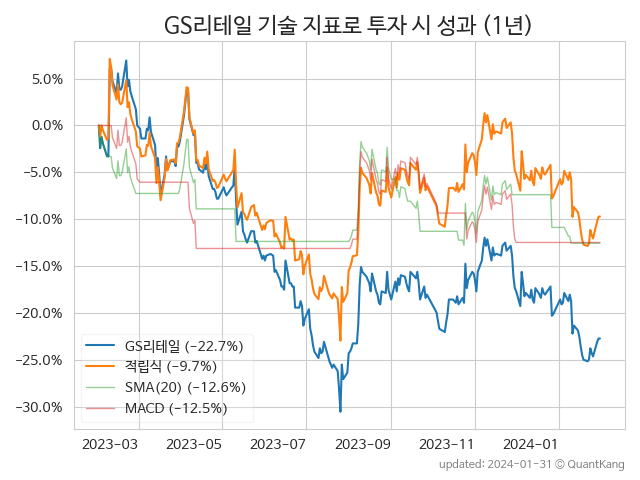 GS리테일 기술 지표로 투자 시 성과 (1년)
5.0%
0.0%
−5.0%
−10.0%
−15.0%
−20.0%
−25.0%
−30.0%
GS리테일 (−22.7%)
적립식 (−9.7%)
SMA(20) (−12.6%)
MACD (−12.5%)
2023-03 2023-05 2023-07 2023-09 2023-11 2024-01
updated: 2024-01-31 © QuantKang